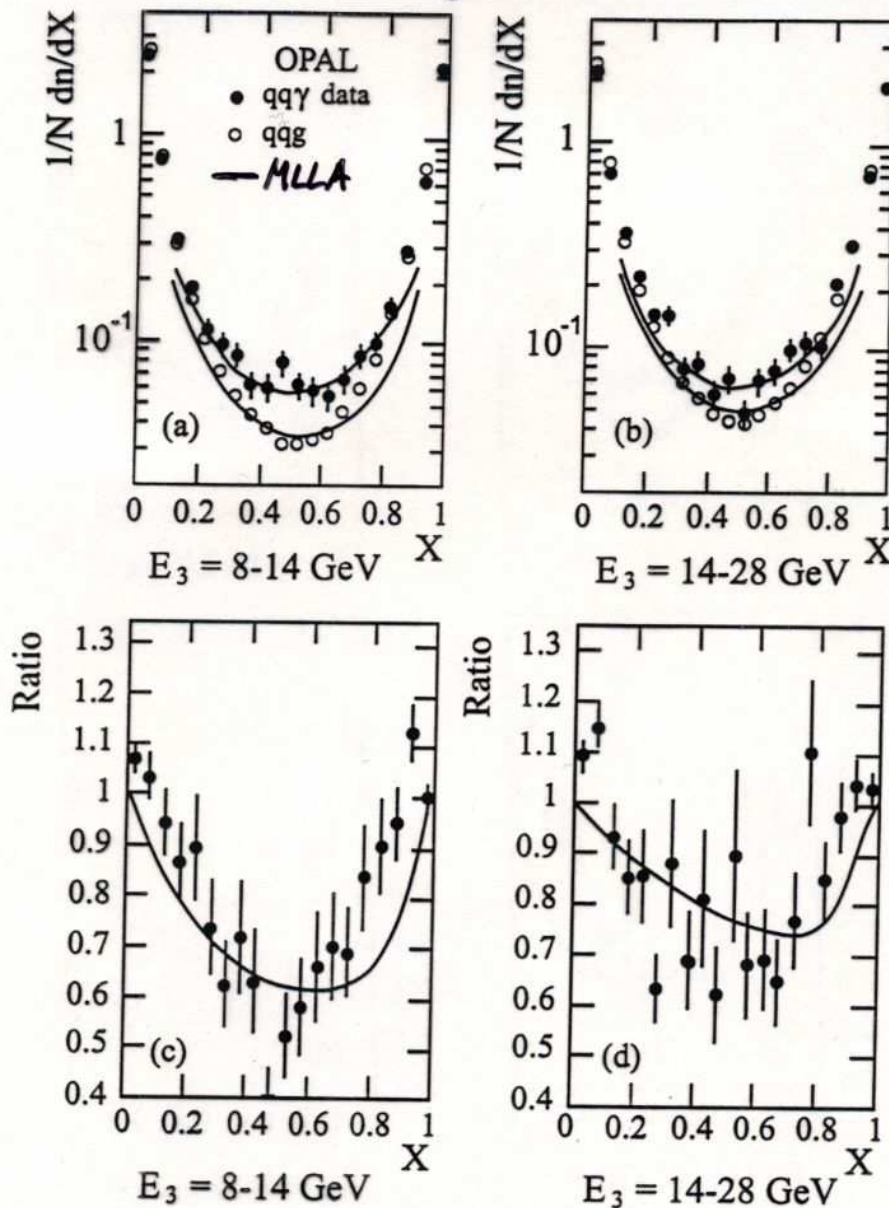 1/N dn/dX
OPAL
● qqγ data
○ qqg
— MLLA
1
10⁻¹
(a)
0 0.2 0.4 0.6 0.8 1
X
E₃ = 8-14 GeV
1/N dn/dX
1
10⁻¹
(b)
0 0.2 0.4 0.6 0.8 1
X
E₃ = 14-28 GeV
Ratio
1.3
1.2
1.1
1
0.9
0.8
0.7
0.6
0.5
0.4
(c)
0 0.2 0.4 0.6 0.8 1
X
E₃ = 8-14 GeV
Ratio
1.3
1.2
1.1
1
0.9
0.8
0.7
0.6
0.5
0.4
(d)
0 0.2 0.4 0.6 0.8 1
X
E₃ = 14-28 GeV